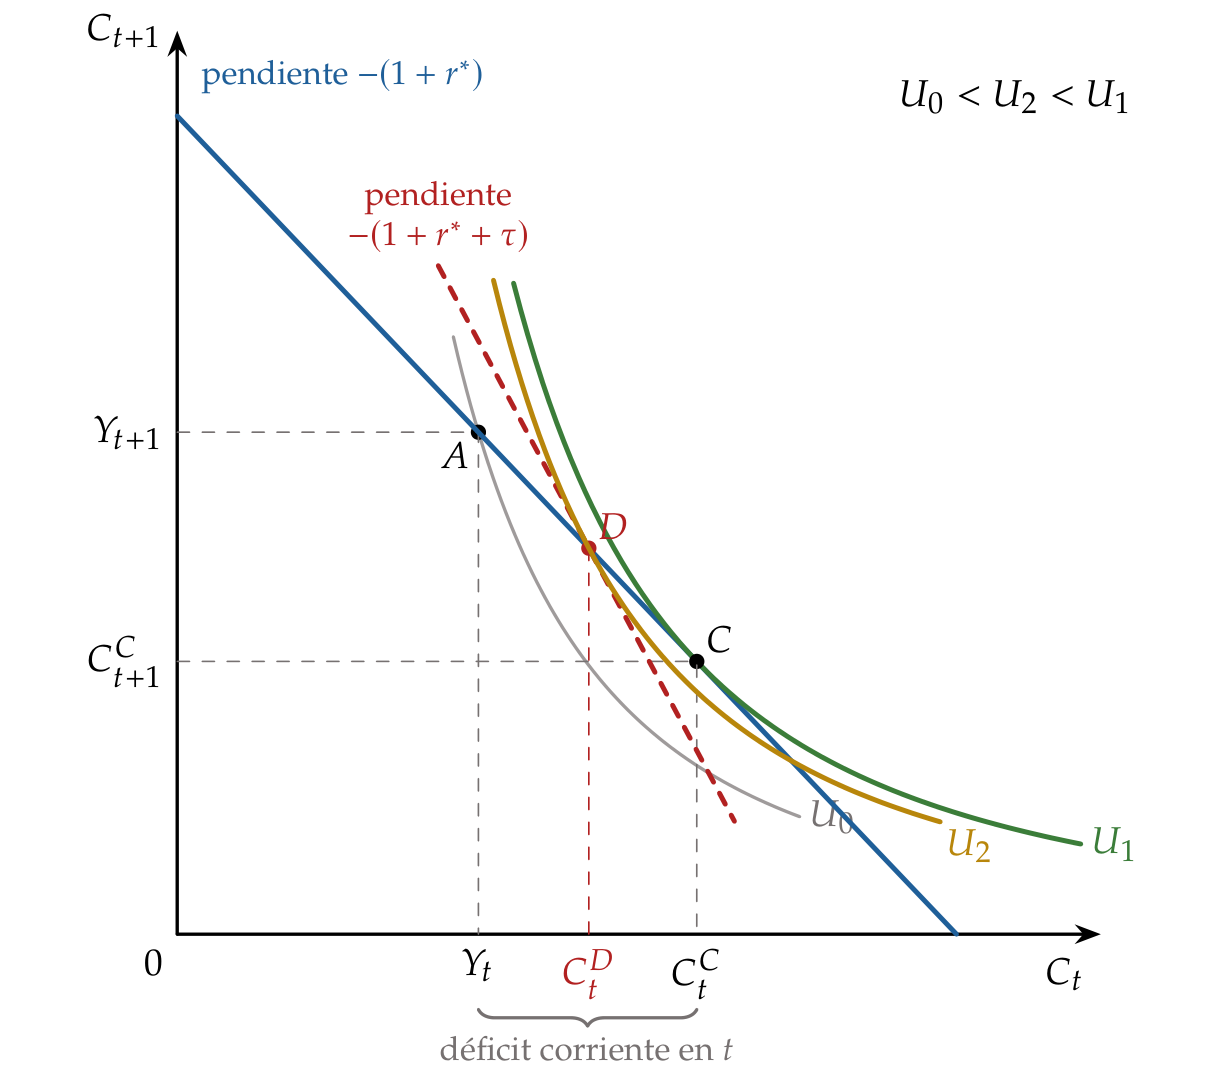 C_{t+1}
pendiente −(1 + r*)
U_0 < U_2 < U_1
pendiente
−(1 + r* + τ)
Y_{t+1}
A
D
C^C_{t+1}
C
U_0
U_2
U_1
0
Y_t
C^D_t
C^C_t
C_t
déficit corriente en t